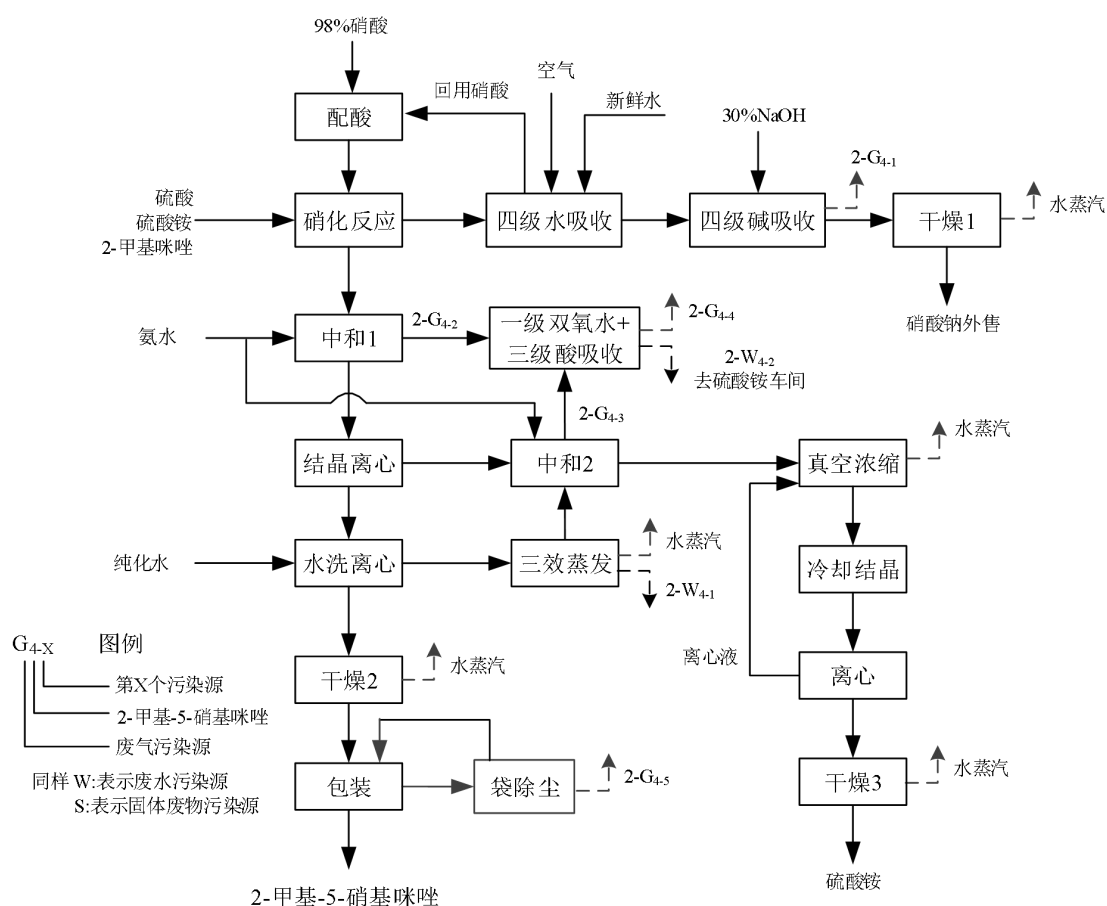 98%硝酸
空气
回用硝酸
新鲜水
30%NaOH
配酸
2-G4-1
硫酸
硫酸铵
2-甲基咪唑
硝化反应
四级水吸收
四级碱吸收
干燥1
水蒸汽
硝酸钠外售
氨水
中和1
2-G4-2
一级双氧水+
三级酸吸收
2-G4-4
2-W4-2
去硫酸铵车间
2-G4-3
结晶离心
中和2
真空浓缩
水蒸汽
纯化水
水洗离心
三效蒸发
水蒸汽
2-W4-1
冷却结晶
G4-X
图例
第X个污染源
2-甲基-5-硝基咪唑
废气污染源
同样 W:表示废水污染源
S:表示固体废物污染源
干燥2
水蒸汽
离心液
离心
包装
袋除尘
2-G4-5
干燥3
水蒸汽
2-甲基-5-硝基咪唑
硫酸铵